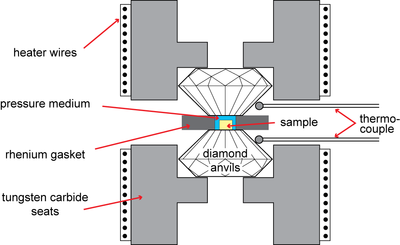 heater wires
pressure medium
rhenium gasket
tungsten carbide
seats
sample
thermo-
couple
diamond
anvils